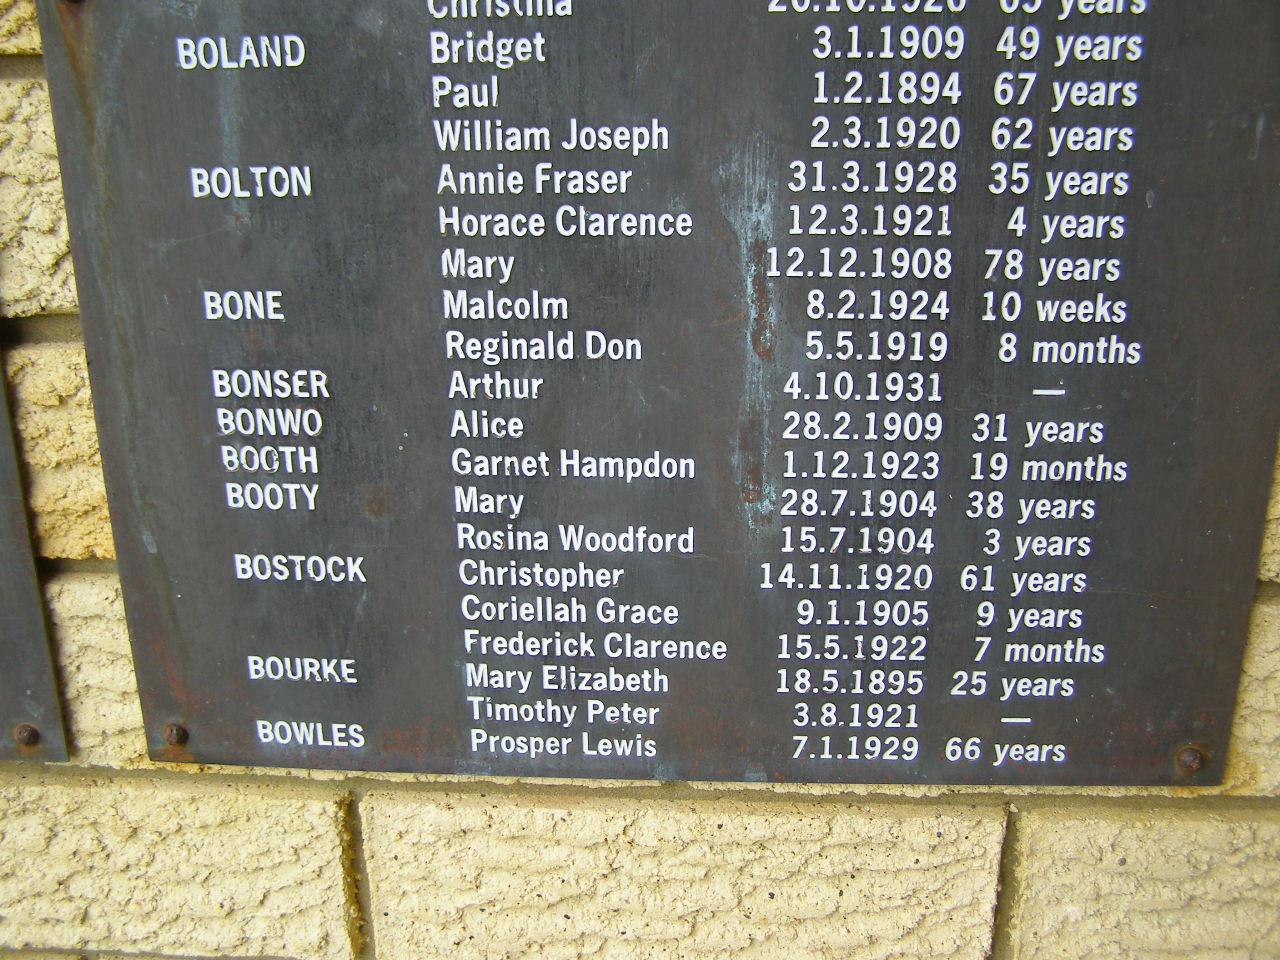 Christina 26.10.1926 69 years
BOLAND Bridget 3.1.1909 49 years
Paul 1.2.1894 67 years
William Joseph 2.3.1920 62 years
BOLTON Annie Fraser 31.3.1928 35 years
Horace Clarence 12.3.1921 4 years
Mary 12.12.1908 78 years
BONE Malcolm 8.2.1924 10 weeks
Reginald Don 5.5.1919 8 months
BONSER Arthur 4.10.1931 —
BONWO Alice 28.2.1909 31 years
BOOTH Garnet Hampdon 1.12.1923 19 months
BOOTY Mary 28.7.1904 38 years
Rosina Woodford 15.7.1904 3 years
BOSTOCK Christopher 14.11.1920 61 years
Coriellah Grace 9.1.1905 9 years
Frederick Clarence 15.5.1922 7 months
BOURKE Mary Elizabeth 18.5.1895 25 years
Timothy Peter 3.8.1921 —
BOWLES Prosper Lewis 7.1.1929 66 years